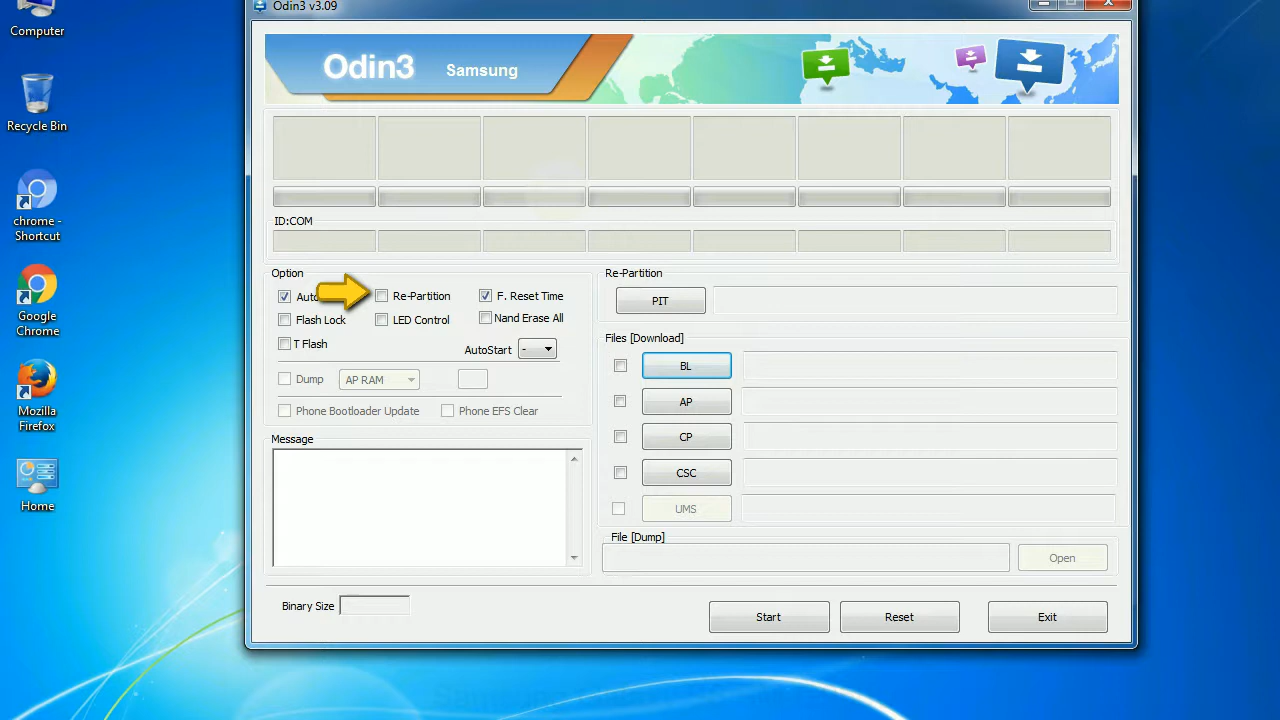 Odin3 v3.09
Computer
Recycle Bin
chrome -
Shortcut
Google
Chrome
Mozilla
Firefox
Home
Odin3 Samsung
ID:COM
Option
Re-Partition
F. Reset Time
Flash Lock
LED Control
Nand Erase All
T Flash
AutoStart -
Dump
AP RAM
Phone Bootloader Update
Phone EFS Clear
Message
Re-Partition
PIT
Files [Download]
BL
AP
CP
CSC
UMS
File [Dump]
Open
Binary Size
Start
Reset
Exit